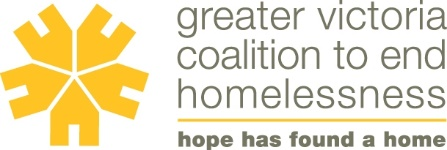 greater victoria
coalition to end
homelessness
hope has found a home